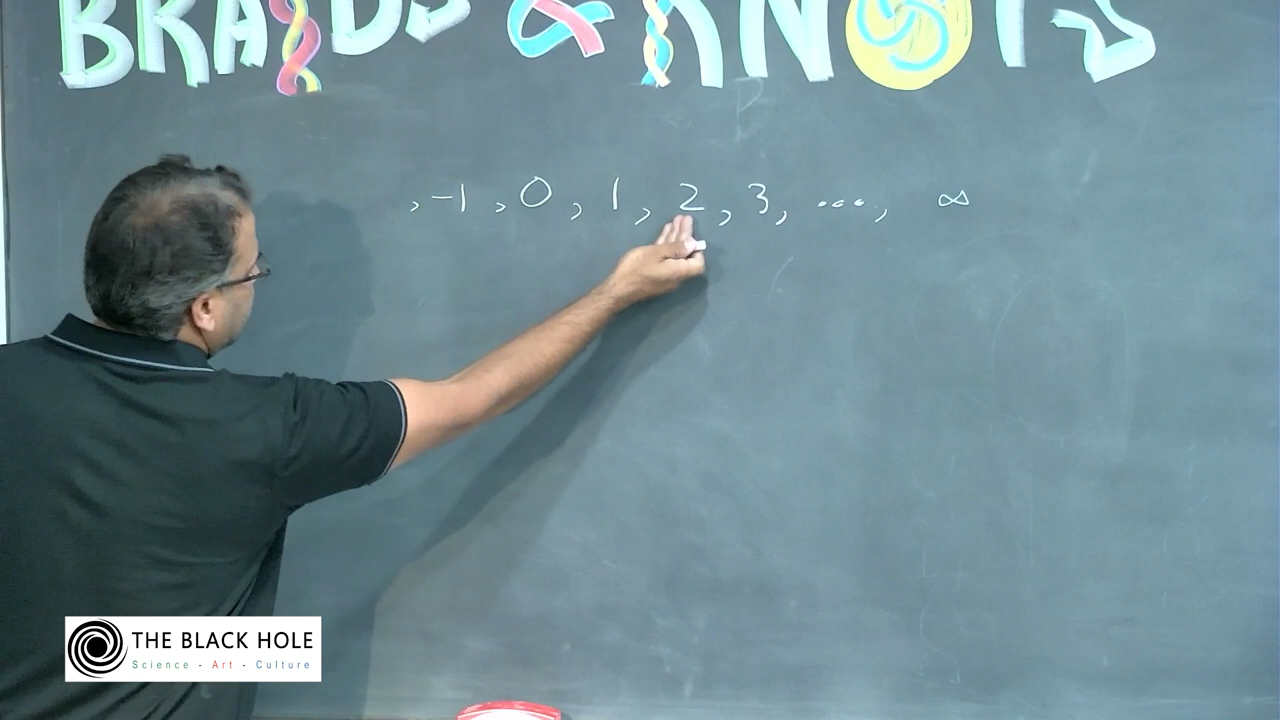 BRAIDS & KNOTS
, -1 , 0 , 1 , 2 , 3 , ...., ∞
THE BLACK HOLE
Science - Art - Culture